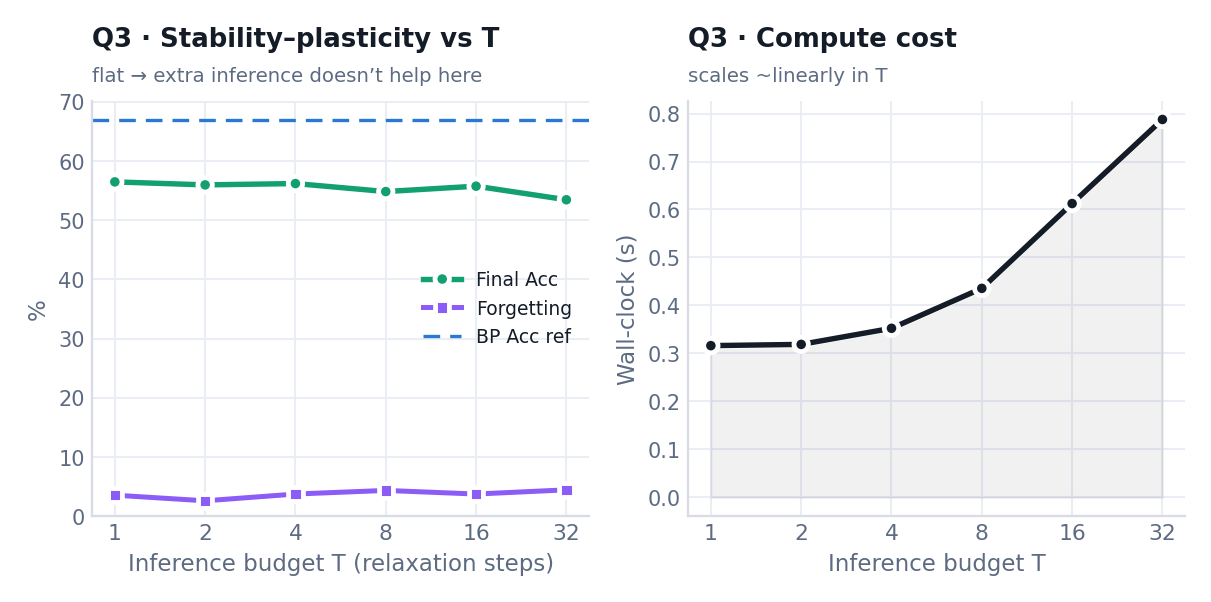 Q3 · Stability–plasticity vs T
flat → extra inference doesn’t help here
70
60
50
40
30
20
10
0
%
Final Acc
Forgetting
BP Acc ref
1 2 4 8 16 32
Inference budget T (relaxation steps)
Q3 · Compute cost
scales ~linearly in T
0.8
0.7
0.6
0.5
0.4
0.3
0.2
0.1
0.0
Wall-clock (s)
1 2 4 8 16 32
Inference budget T